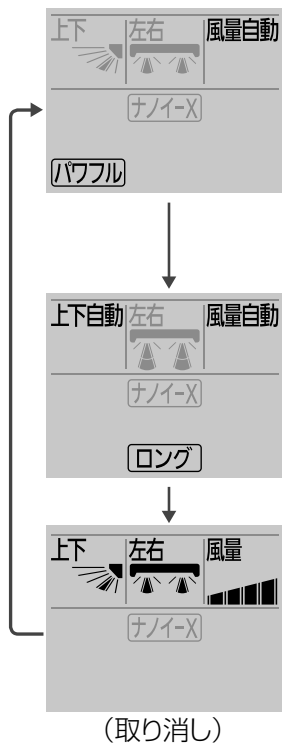 上下 左右 風量自動
ナノイーX
パワフル
上下自動 左右 風量自動
ナノイーX
ロング
上下 左右 風量
ナノイーX
（取り消し）